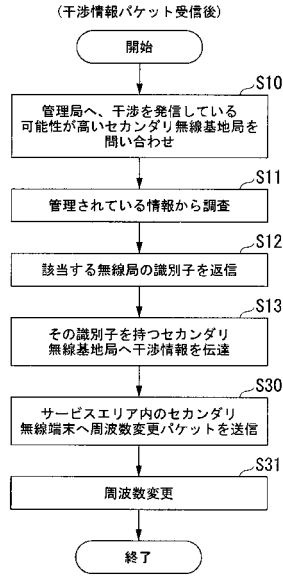 (干渉情報パケット受信後)
開始
S10
管理局へ、干渉を発信している
可能性が高いセカンダリ無線基地局を
問い合わせ
S11
管理されている情報から調査
S12
該当する無線局の識別子を返信
S13
その識別子を持つセカンダリ
無線基地局へ干渉情報を伝達
S30
サービスエリア内のセカンダリ
無線端末へ周波数変更パケットを送信
S31
周波数変更
終了